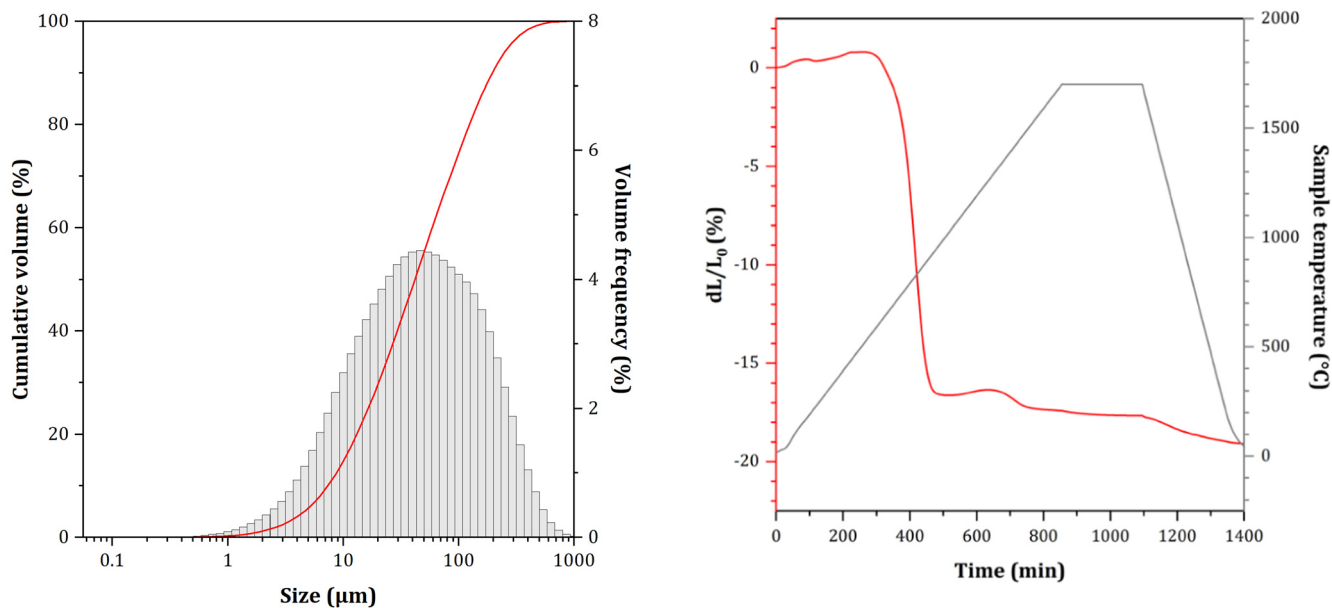 100
80
60
40
20
0
Cumulative volume (%)
8
6
4
2
0
Volume frequency (%)
0.1 1 10 100 1000
Size (µm)
0
-5
-10
-15
-20
dL/L₀ (%)
2000
1500
1000
500
0
Sample temperature (°C)
0 200 400 600 800 1000 1200 1400
Time (min)